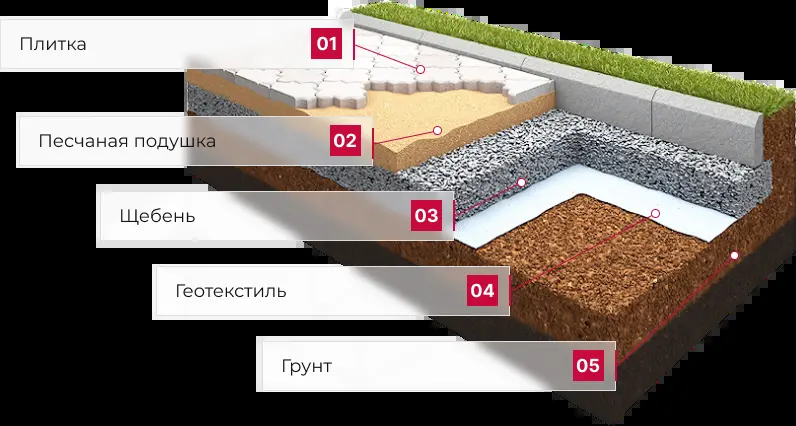 Плитка 01
Песчаная подушка 02
Щебень 03
Геотекстиль 04
Грунт 05